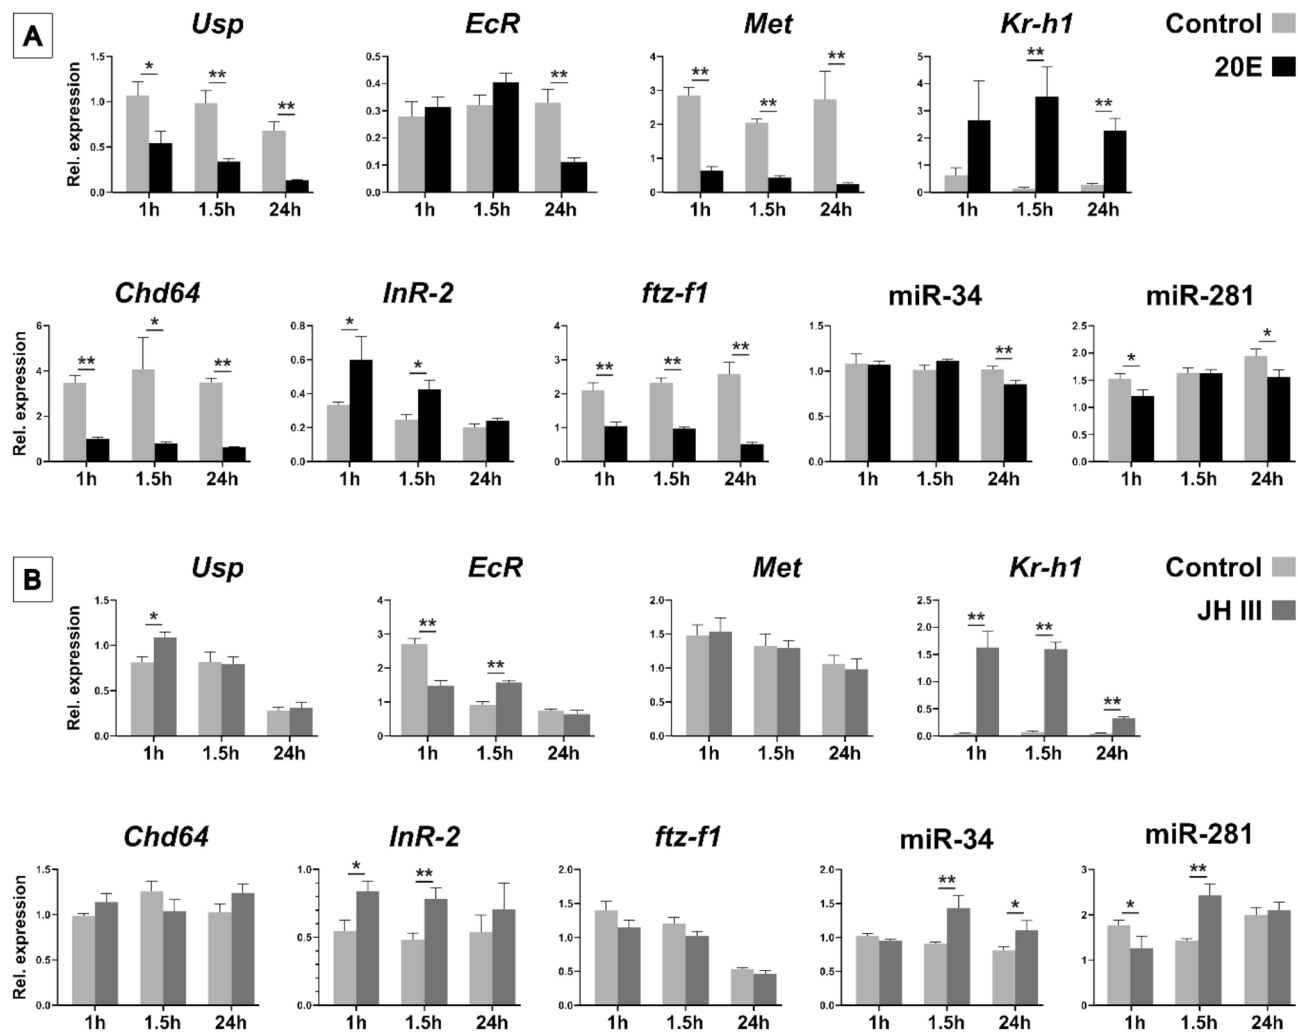 A
Usp
EcR
Met
Kr-h1
Control
20E
Rel. expression
1.5
1.0
0.5
0.0
*
**
**
1h
1.5h
24h
0.5
0.4
0.3
0.2
0.1
0.0
**
1h
1.5h
24h
4
3
2
1
0
**
**
**
1h
1.5h
24h
5
4
3
2
1
0
**
**
1h
1.5h
24h
Chd64
InR-2
ftz-f1
miR-34
miR-281
Rel. expression
6
4
2
0
**
*
**
1h
1.5h
24h
0.8
0.6
0.4
0.2
0.0
*
*
1h
1.5h
24h
4
3
2
1
0
**
**
**
1h
1.5h
24h
1.5
1.0
0.5
0.0
**
1h
1.5h
24h
2.5
2.0
1.5
1.0
0.5
0.0
*
*
1h
1.5h
24h
B
Usp
EcR
Met
Kr-h1
Control
JH III
Rel. expression
1.5
1.0
0.5
0.0
*
1h
1.5h
24h
4
3
2
1
0
**
**
1h
1.5h
24h
2.0
1.5
1.0
0.5
0.0
1h
1.5h
24h
2.5
2.0
1.5
1.0
0.5
0.0
**
**
**
1h
1.5h
24h
Chd64
InR-2
ftz-f1
miR-34
miR-281
Rel. expression
1.5
1.0
0.5
0.0
1h
1.5h
24h
1.0
0.5
0.0
*
**
1h
1.5h
24h
2.0
1.5
1.0
0.5
0.0
1h
1.5h
24h
2.0
1.5
1.0
0.5
0.0
**
*
1h
1.5h
24h
3
2
1
0
*
**
1h
1.5h
24h